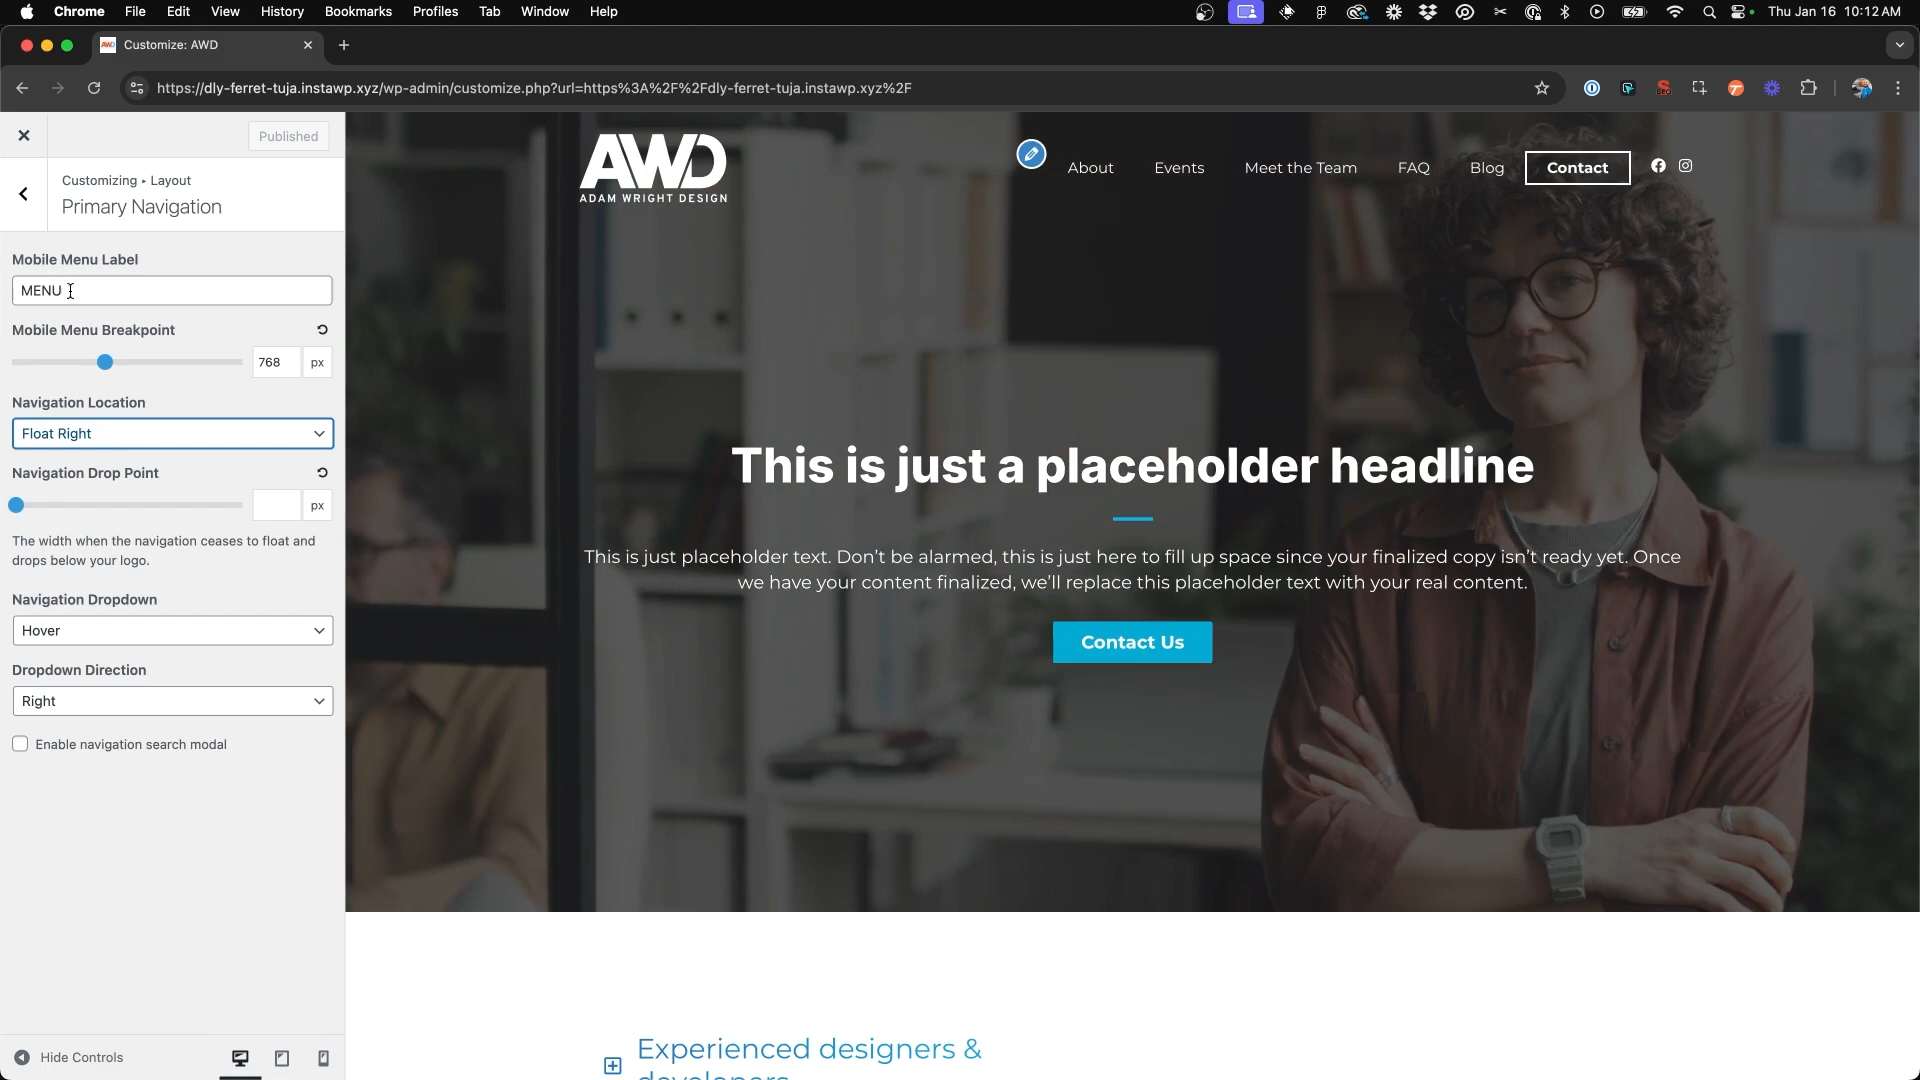 Chrome File Edit View History Bookmarks Profiles Tab Window Help Thu Jan 16 10:12 AM
Customize: AWD
https://dly-ferret-tuja.instawp.xyz/wp-admin/customize.php?url=https%3A%2F%2Fdly-ferret-tuja.instawp.xyz%2F
Published
Customizing ▸ Layout
Primary Navigation
Mobile Menu Label
MENU
Mobile Menu Breakpoint
768 px
Navigation Location
Float Right
Navigation Drop Point
px
The width when the navigation ceases to float and
drops below your logo.
Navigation Dropdown
Hover
Dropdown Direction
Right
Enable navigation search modal
Hide Controls
AWD
ADAM WRIGHT DESIGN
About Events Meet the Team FAQ Blog Contact
This is just a placeholder headline
This is just placeholder text. Don't be alarmed, this is just here to fill up space since your finalized copy isn't ready yet. Once
we have your content finalized, we'll replace this placeholder text with your real content.
Contact Us
Experienced designers &
developers